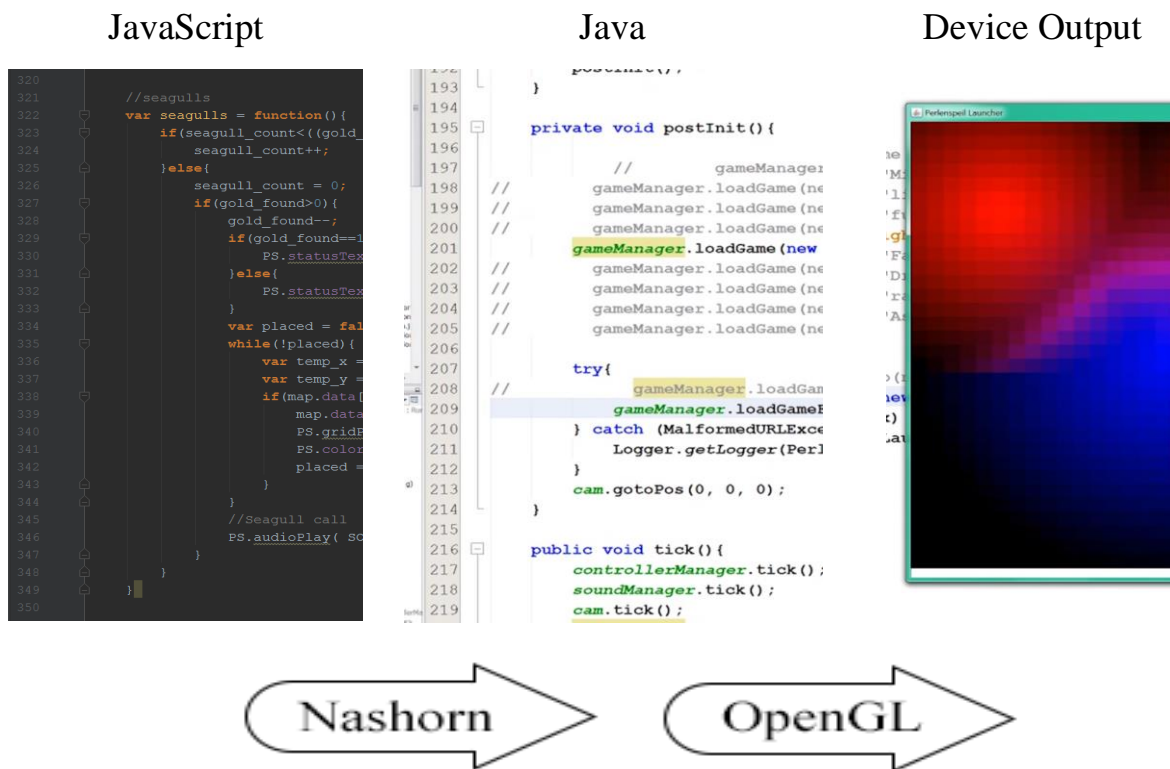 JavaScript
Java
Device Output
320
321 //seagulls
322 var seagulls = function(){
323 if(seagull_count<((gold_
324 seagull_count++;
325 }else{
326 seagull_count = 0;
327 if(gold_found>0){
328 gold_found--;
329 if(gold_found==1
330 PS.statusTex
331 }else{
332 PS.statusTex
333 }
334 var placed = fal
335 while(!placed){
336 var temp_x =
337 var temp_y =
338 if(map.data[
339 map.data
340 PS.gridP
341 PS.color
342 placed =
343 }
344 }
345 //Seagull call
346 PS.audioPlay( SC
347 }
348 }
349 }
350
192 postInit();
193 }
194
195 private void postInit(){
196
197 // gameManager
198 // gameManager.loadGame(ne
199 // gameManager.loadGame(ne
200 // gameManager.loadGame(ne
201 gameManager.loadGame(new
202 // gameManager.loadGame(ne
203 // gameManager.loadGame(ne
204 // gameManager.loadGame(ne
205 // gameManager.loadGame(ne
206
207 try{
208 // gameManager.loadGam
209 gameManager.loadGameF
210 } catch (MalformedURLExce
211 Logger.getLogger(Perl
212 }
213 cam.gotoPos(0, 0, 0);
214 }
215
216 public void tick(){
217 controllerManager.tick();
218 soundManager.tick();
219 cam.tick();
Perlenspeil Launcher
Nashorn
OpenGL